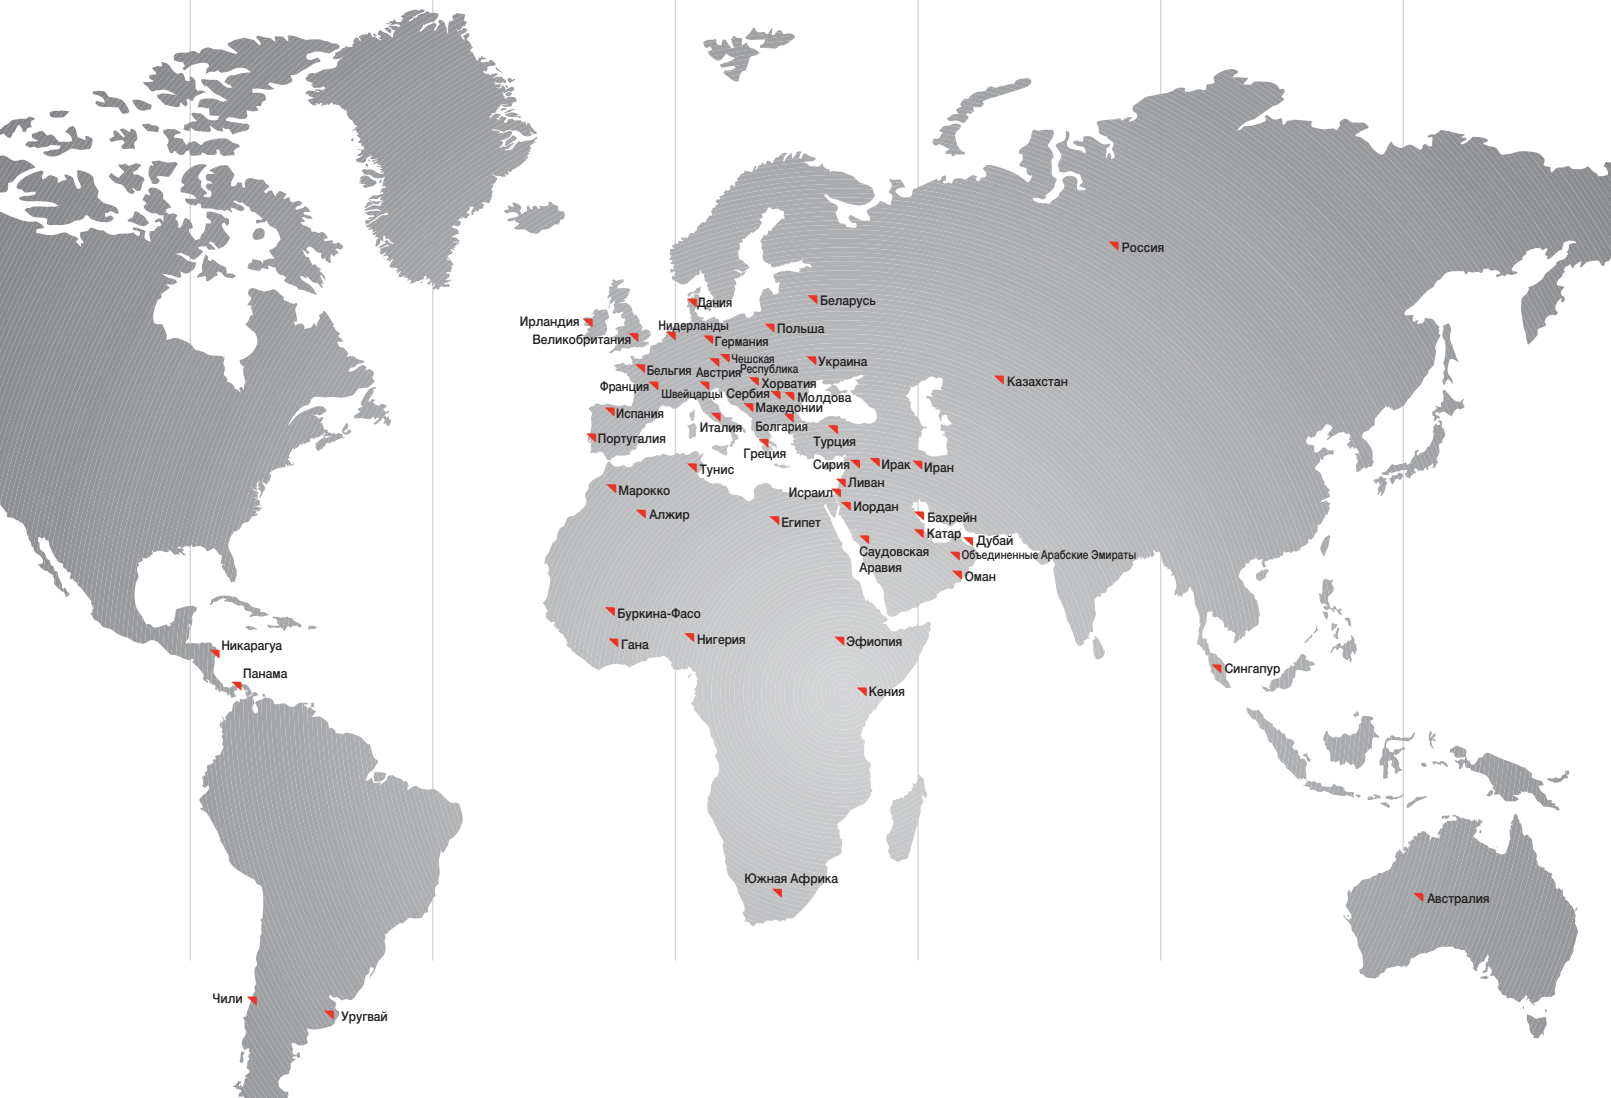 Россия
Дания
Беларусь
Ирландия
Нидерланды
Польша
Великобритания
Германия
Чешская
Республика
Украина
Бельгия
Австрия
Казахстан
Франция
Швейцарцы
Хорватия
Сербия
Молдова
Македонии
Испания
Италия
Болгария
Португалия
Турция
Греция
Тунис
Сирия
Ирак
Иран
Марокко
Ливан
Исраил
Иордан
Алжир
Египет
Бахрейн
Катар
Дубай
Саудовская
Аравия
Объединенные Арабские Эмираты
Оман
Буркина-Фасо
Гана
Нигерия
Эфиопия
Никарагуа
Панама
Сингапур
Кения
Южная Африка
Австралия
Чили
Уругвай